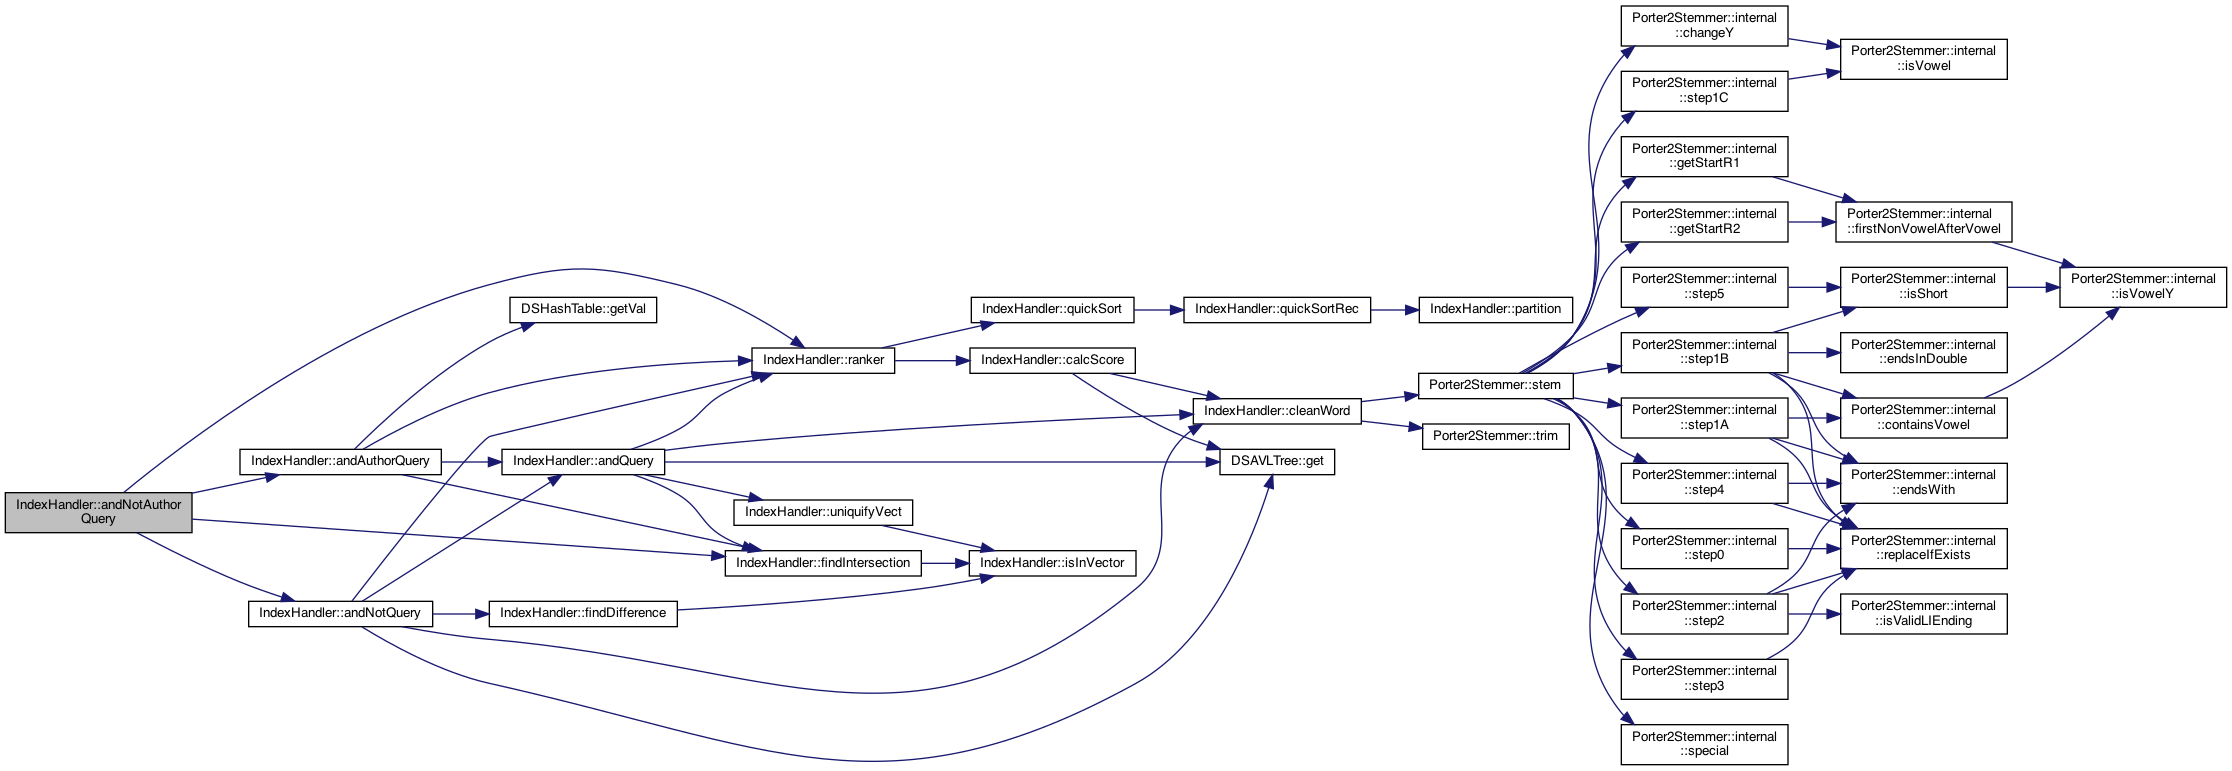 IndexHandler::andNotAuthor
Query
IndexHandler::andAuthorQuery
IndexHandler::andNotQuery
DSHashTable::getVal
IndexHandler::andQuery
IndexHandler::findDifference
IndexHandler::ranker
IndexHandler::uniquifyVect
IndexHandler::findIntersection
IndexHandler::quickSort
IndexHandler::calcScore
IndexHandler::isInVector
IndexHandler::quickSortRec
IndexHandler::cleanWord
DSAVLTree::get
IndexHandler::partition
Porter2Stemmer::stem
Porter2Stemmer::trim
Porter2Stemmer::internal
::changeY
Porter2Stemmer::internal
::step1C
Porter2Stemmer::internal
::getStartR1
Porter2Stemmer::internal
::getStartR2
Porter2Stemmer::internal
::step5
Porter2Stemmer::internal
::step1B
Porter2Stemmer::internal
::step1A
Porter2Stemmer::internal
::step4
Porter2Stemmer::internal
::step0
Porter2Stemmer::internal
::step2
Porter2Stemmer::internal
::step3
Porter2Stemmer::internal
::special
Porter2Stemmer::internal
::isVowel
Porter2Stemmer::internal
::firstNonVowelAfterVowel
Porter2Stemmer::internal
::isShort
Porter2Stemmer::internal
::endsInDouble
Porter2Stemmer::internal
::containsVowel
Porter2Stemmer::internal
::endsWith
Porter2Stemmer::internal
::replaceIfExists
Porter2Stemmer::internal
::isValidLIEnding
Porter2Stemmer::internal
::isVowelY